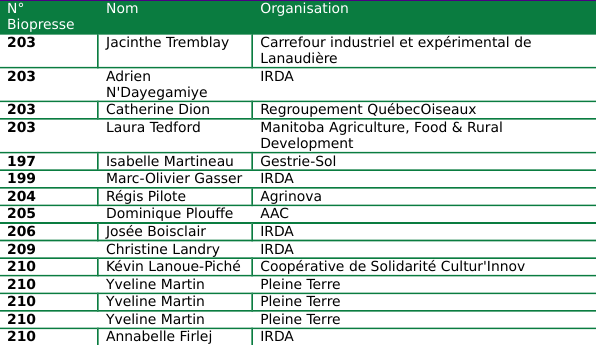 N° Nom Organisation
Biopresse
203 Jacinthe Tremblay Carrefour industriel et expérimental de
Lanaudière
203 Adrien IRDA
N'Dayegamiye
203 Catherine Dion Regroupement QuébecOiseaux
203 Laura Tedford Manitoba Agriculture, Food & Rural
Development
197 Isabelle Martineau Gestrie-Sol
199 Marc-Olivier Gasser IRDA
204 Régis Pilote Agrinova
205 Dominique Plouffe AAC
206 Josée Boisclair IRDA
209 Christine Landry IRDA
210 Kévin Lanoue-Piché Coopérative de Solidarité Cultur'Innov
210 Yveline Martin Pleine Terre
210 Yveline Martin Pleine Terre
210 Yveline Martin Pleine Terre
210 Annabelle Firlej IRDA